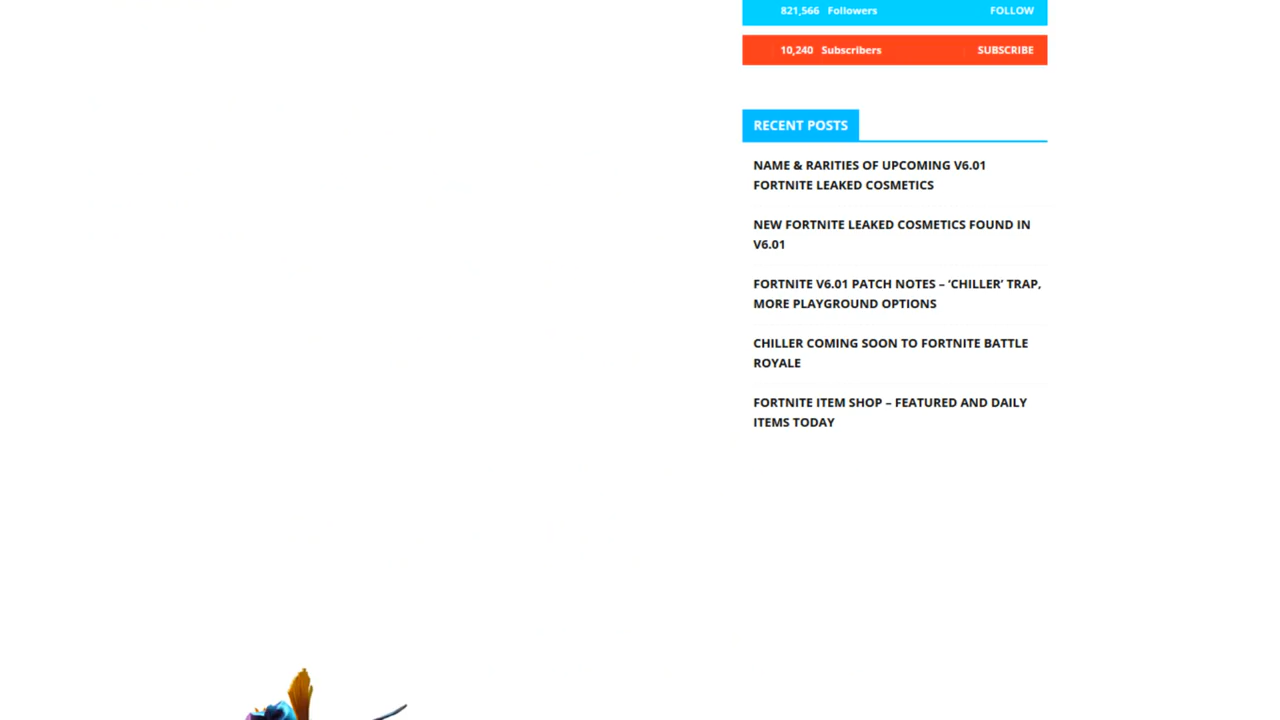 821,566 Followers FOLLOW
10,240 Subscribers SUBSCRIBE
RECENT POSTS
NAME & RARITIES OF UPCOMING V6.01
FORTNITE LEAKED COSMETICS
NEW FORTNITE LEAKED COSMETICS FOUND IN
V6.01
FORTNITE V6.01 PATCH NOTES – ‘CHILLER’ TRAP,
MORE PLAYGROUND OPTIONS
CHILLER COMING SOON TO FORTNITE BATTLE
ROYALE
FORTNITE ITEM SHOP – FEATURED AND DAILY
ITEMS TODAY